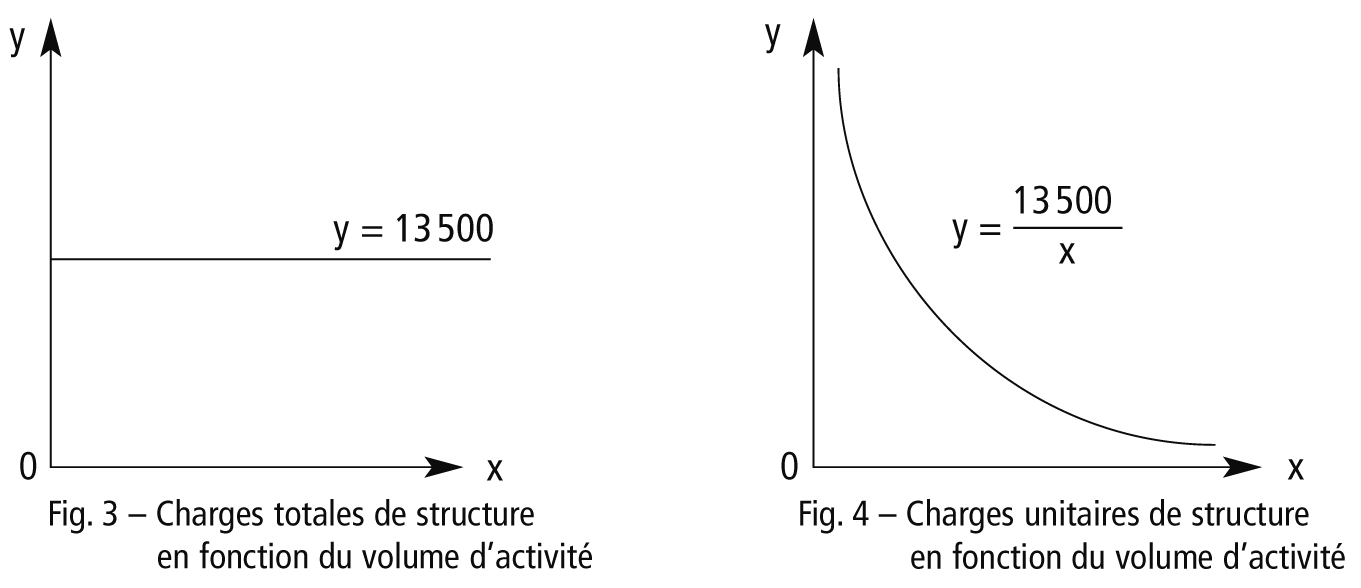 y
y = 13 500
0
x
Fig. 3 – Charges totales de structure
en fonction du volume d’activité
y
y = 13 500
x
0
x
Fig. 4 – Charges unitaires de structure
en fonction du volume d’activité